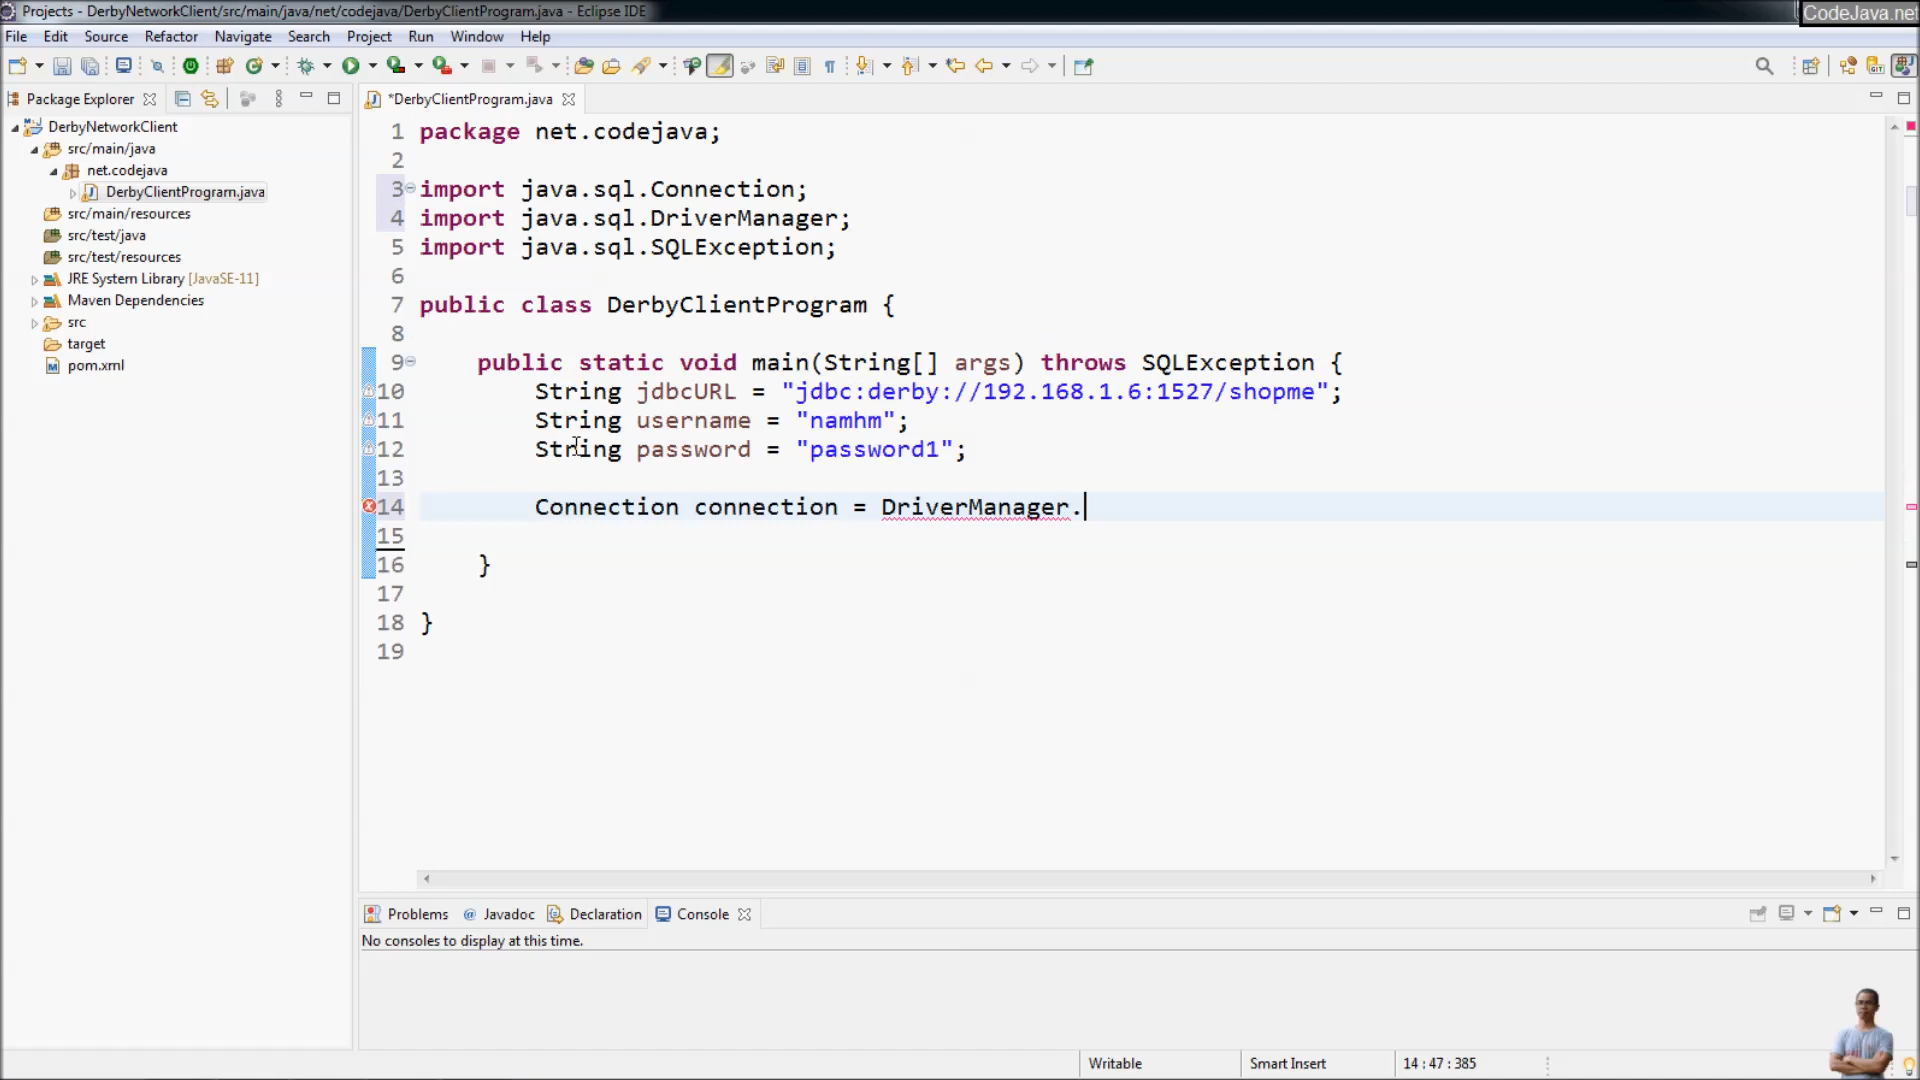 Projects - DerbyNetworkClient/src/main/java/net/codejava/DerbyClientProgram.java - Eclipse IDE
CodeJava.net
File Edit Source Refactor Navigate Search Project Run Window Help
Package Explorer
*DerbyClientProgram.java
DerbyNetworkClient
src/main/java
net.codejava
DerbyClientProgram.java
src/main/resources
src/test/java
src/test/resources
JRE System Library [JavaSE-11]
Maven Dependencies
src
target
pom.xml
1 package net.codejava;
2
3 import java.sql.Connection;
4 import java.sql.DriverManager;
5 import java.sql.SQLException;
6
7 public class DerbyClientProgram {
8
9 public static void main(String[] args) throws SQLException {
10 String jdbcURL = "jdbc:derby://192.168.1.6:1527/shopme";
11 String username = "namhm";
12 String password = "password1";
13
14 Connection connection = DriverManager.
15
16 }
17
18 }
19
Problems @ Javadoc Declaration Console
No consoles to display at this time.
Writable Smart Insert 14:47:385